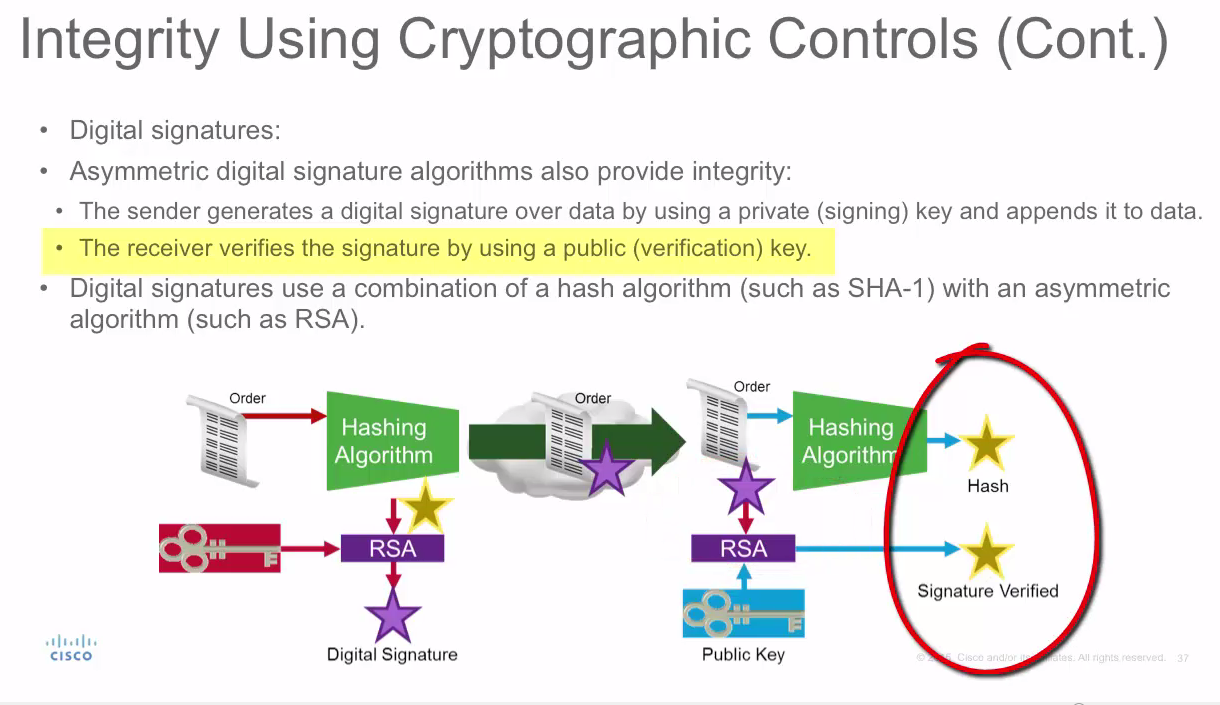 Integrity Using Cryptographic Controls (Cont.)
• Digital signatures:
• Asymmetric digital signature algorithms also provide integrity:
• The sender generates a digital signature over data by using a private (signing) key and appends it to data.
• The receiver verifies the signature by using a public (verification) key.
• Digital signatures use a combination of a hash algorithm (such as SHA-1) with an asymmetric
algorithm (such as RSA).
Order
Hashing
Algorithm
RSA
Digital Signature
Order
Order
Hashing
Algorithm
Hash
RSA
Signature Verified
Public Key
CISCO
© Cisco and/or its affiliates. All rights reserved. 37